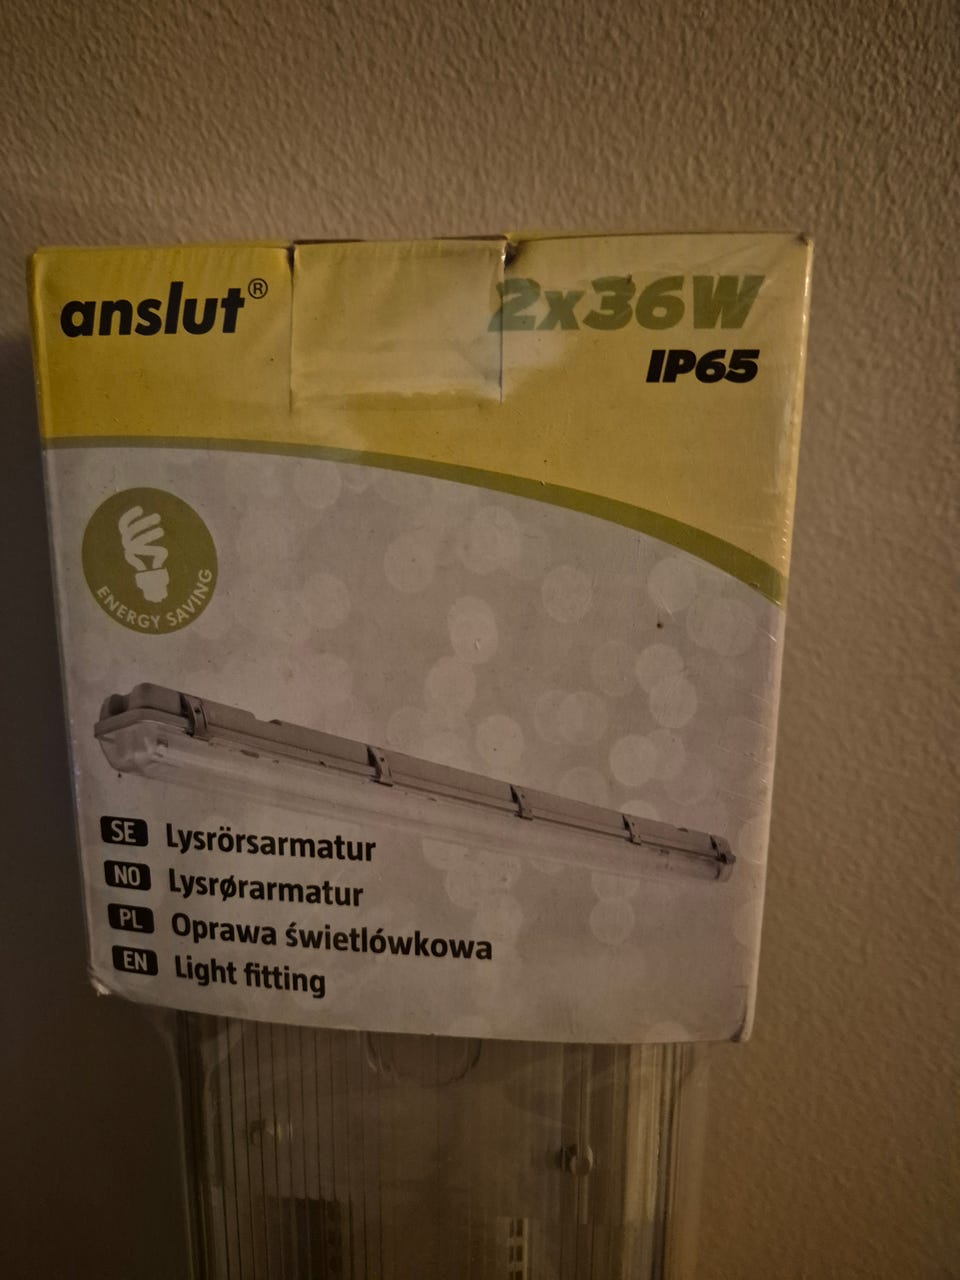 anslut®
2x36W
IP65
ENERGY SAVING
SE Lysrörsarmatur
NO Lysrørarmatur
PL Oprawa świetlówkowa
EN Light fitting